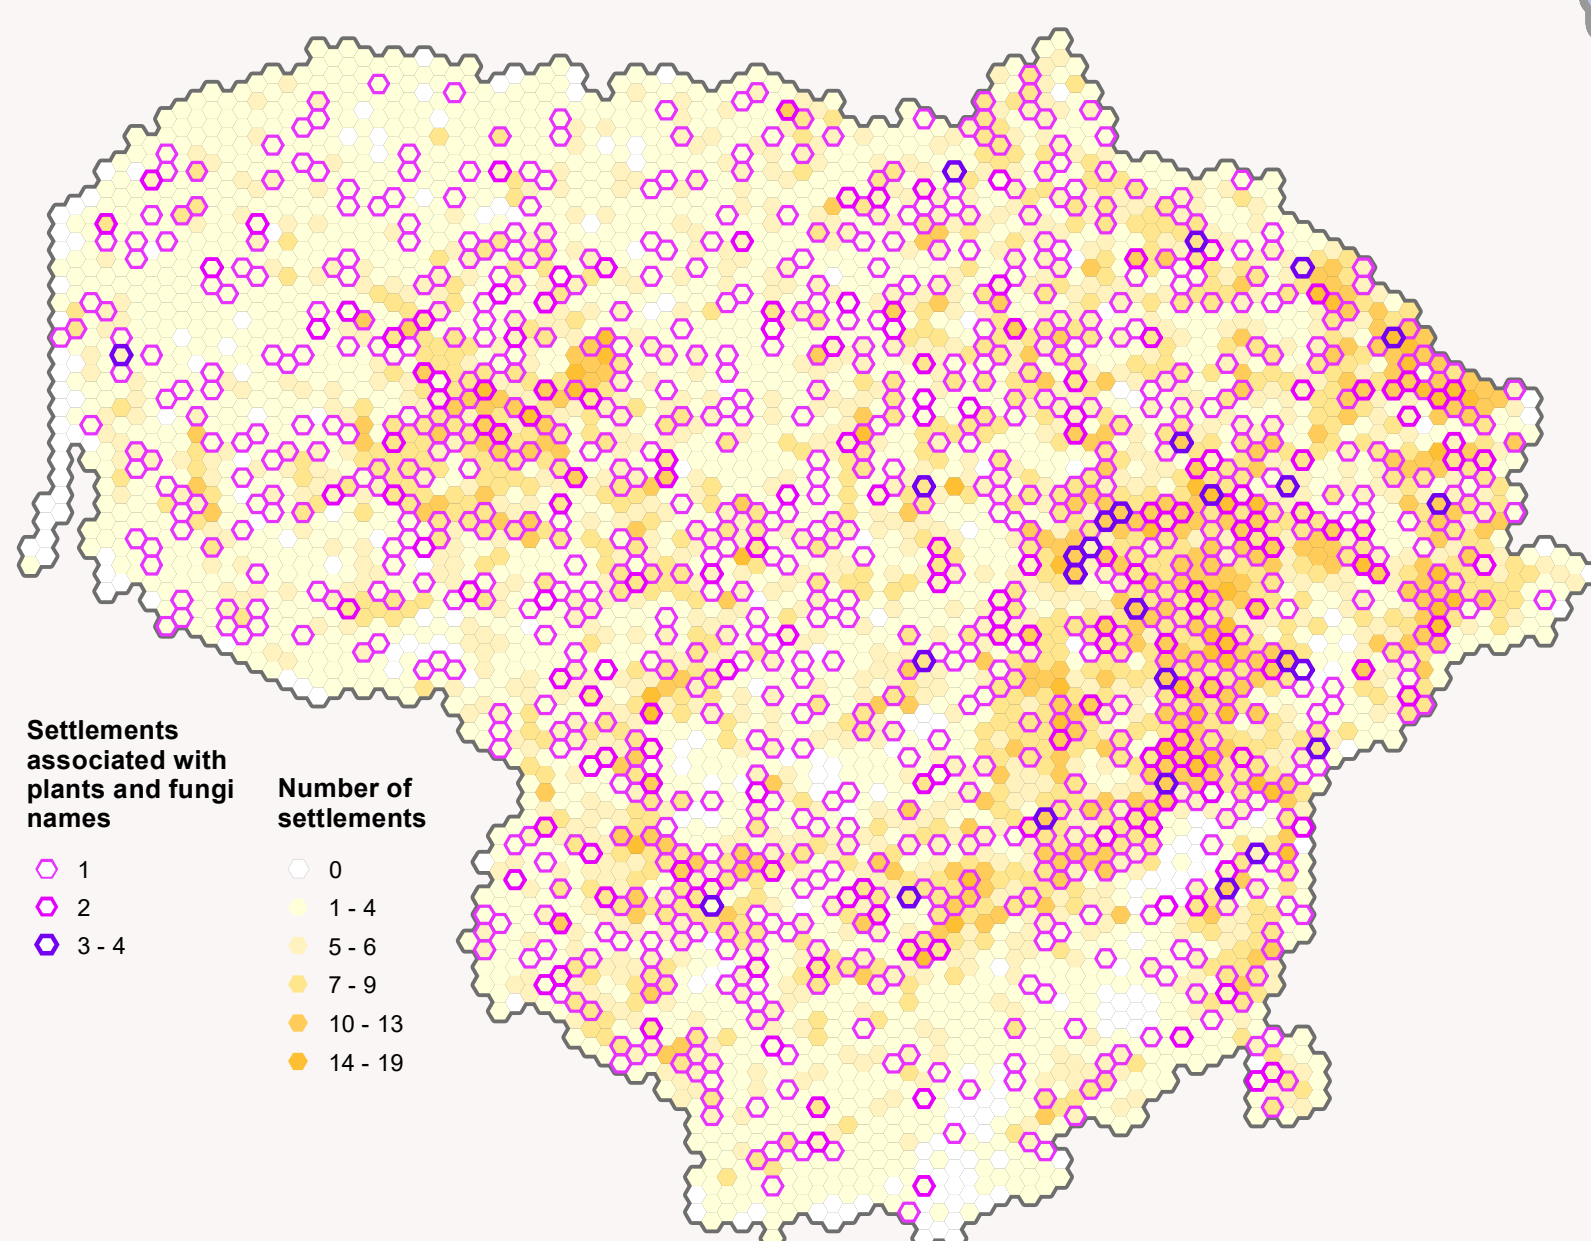 Settlements
associated with
plants and fungi
names
1
2
3 - 4
Number of
settlements
0
1 - 4
5 - 6
7 - 9
10 - 13
14 - 19